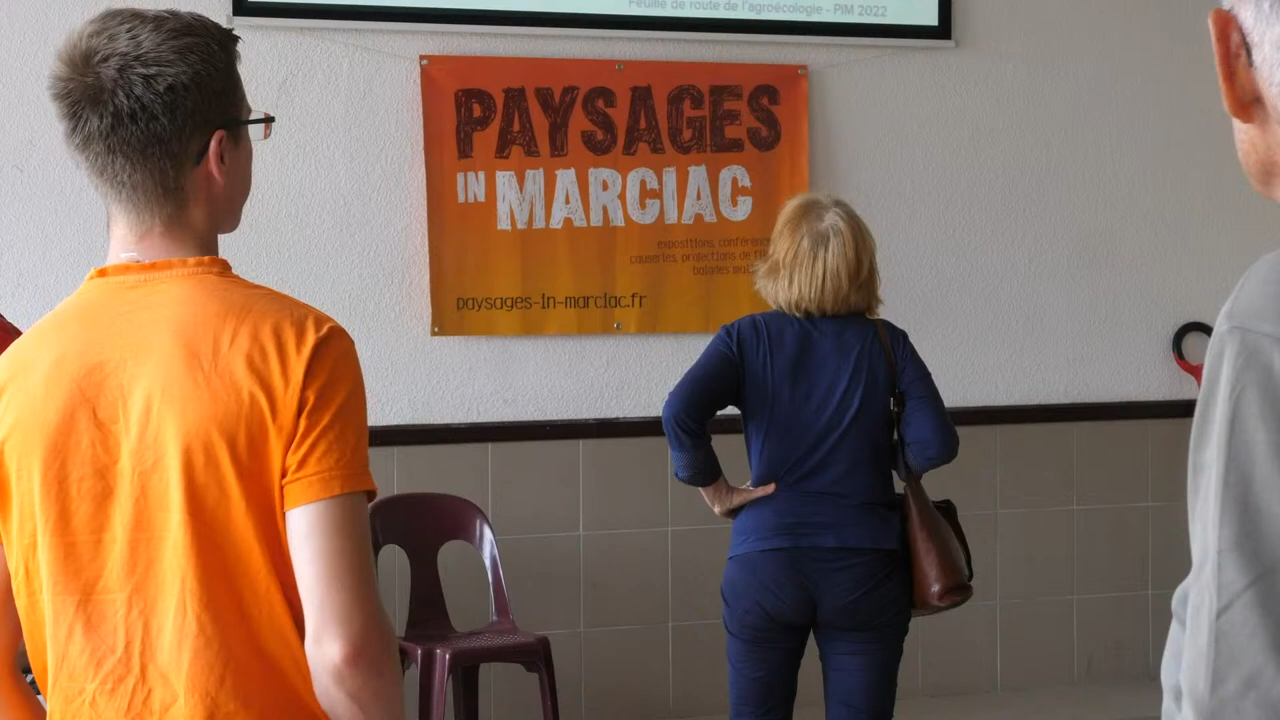 Feuille de route de l'agroécologie - PIM 2022
PAYSAGES
IN MARCIAC
expositions, conférenc
causeries, projections de
balades
paysages-in-marciac.fr